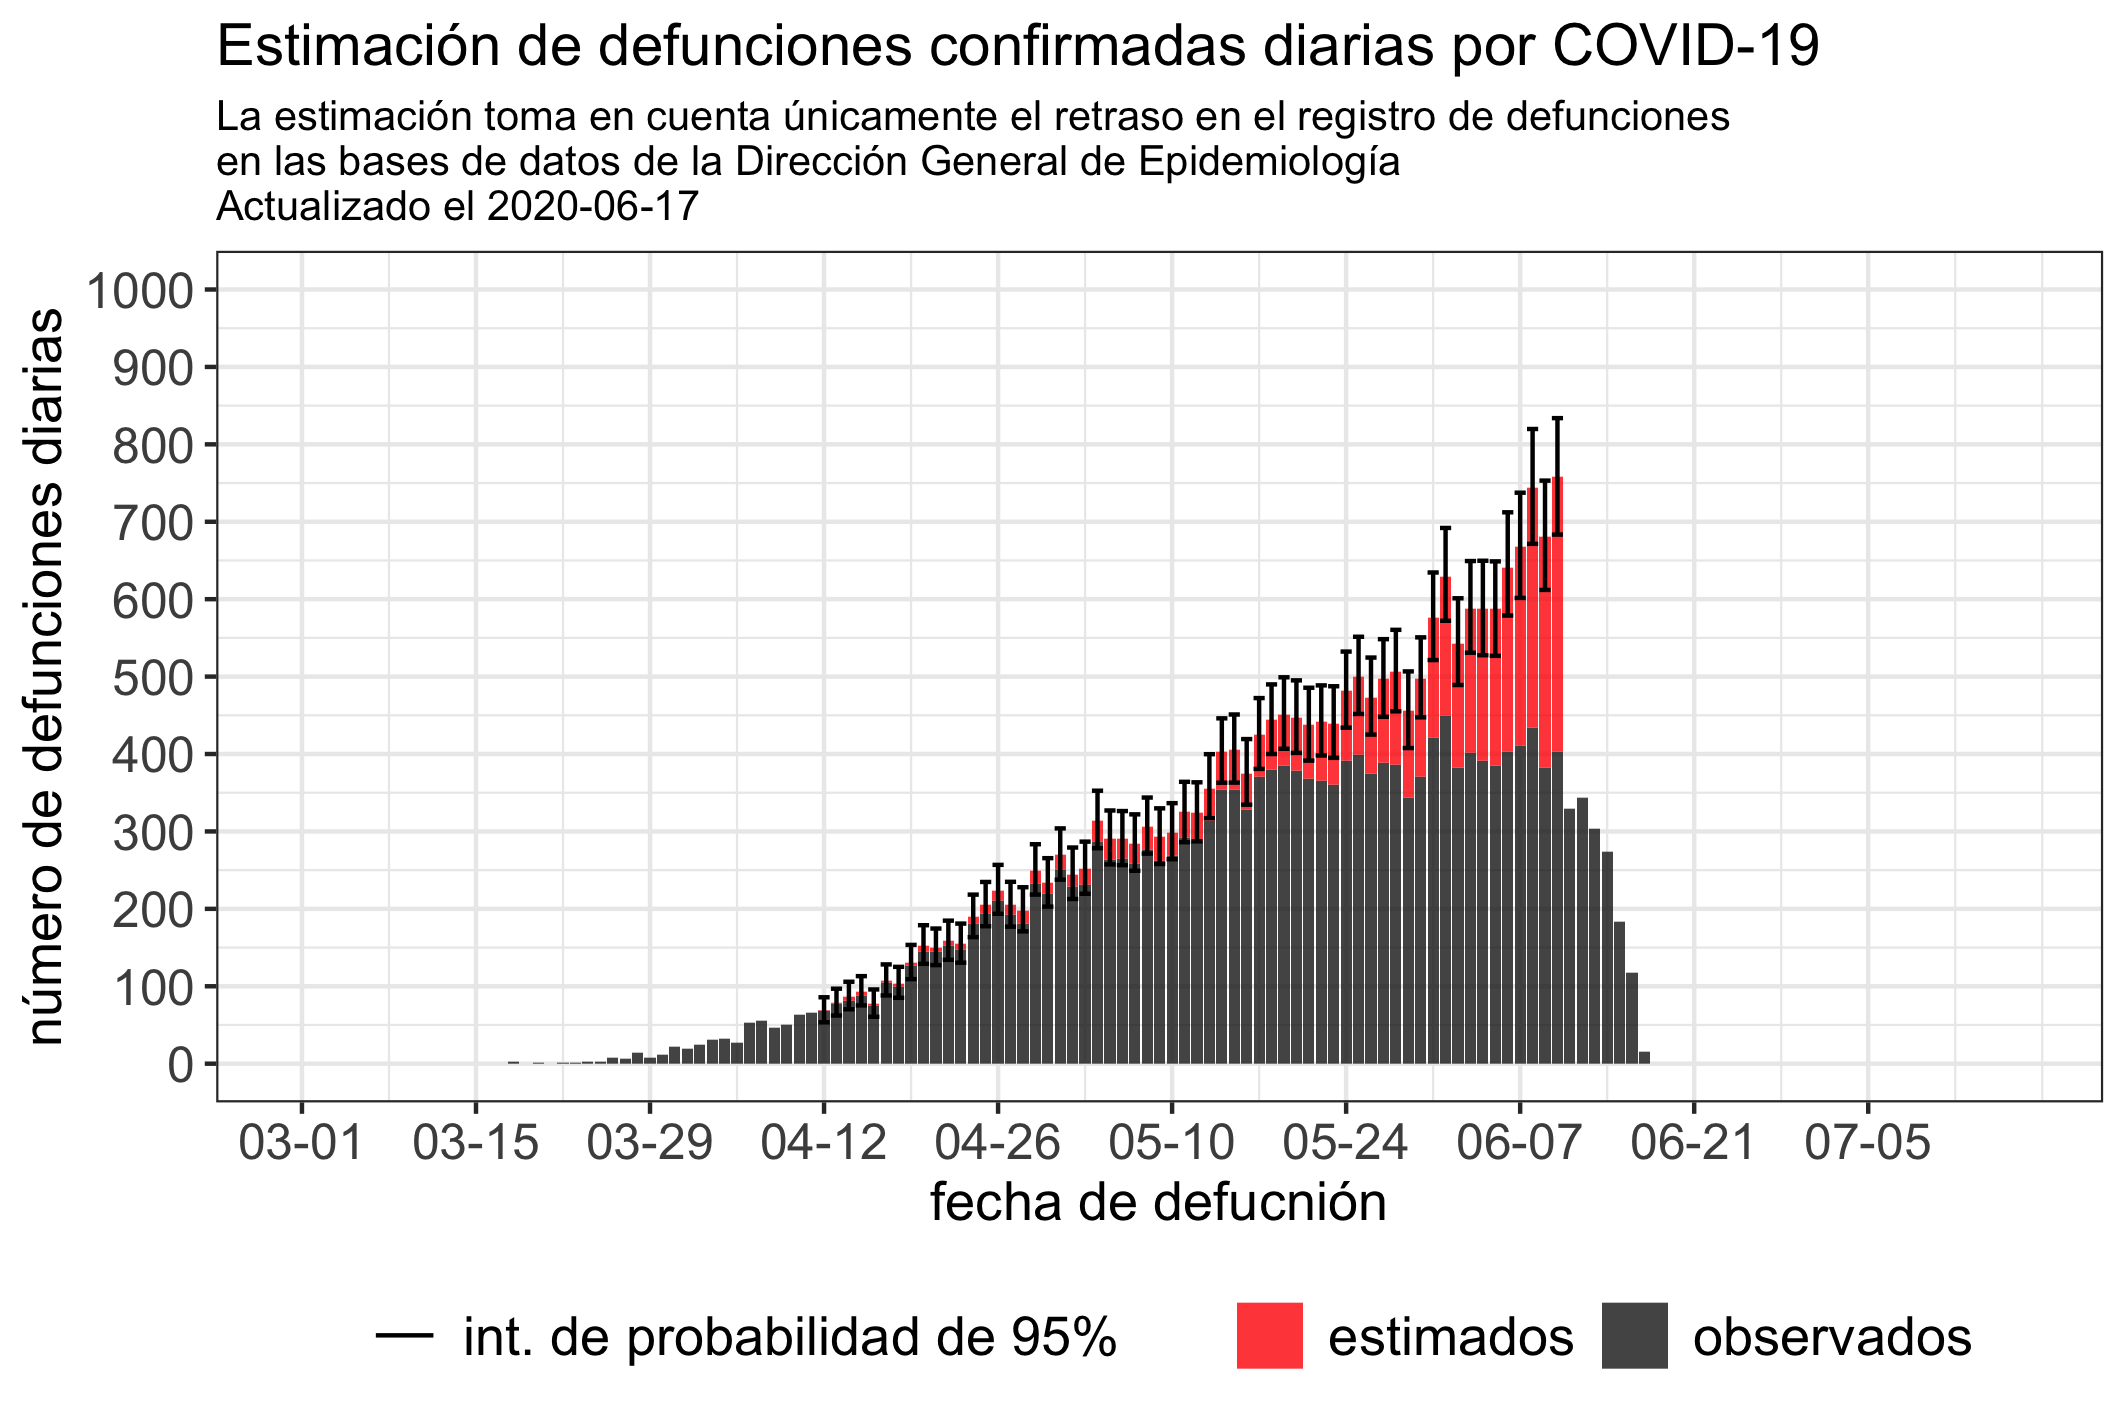 Estimación de defunciones confirmadas diarias por COVID-19
La estimación toma en cuenta únicamente el retraso en el registro de defunciones
en las bases de datos de la Dirección General de Epidemiología
Actualizado el 2020-06-17
número de defunciones diarias
1000
900
800
700
600
500
400
300
200
100
0
03-01 03-15 03-29 04-12 04-26 05-10 05-24 06-07 06-21 07-05
fecha de defucnión
int. de probabilidad de 95% estimados observados